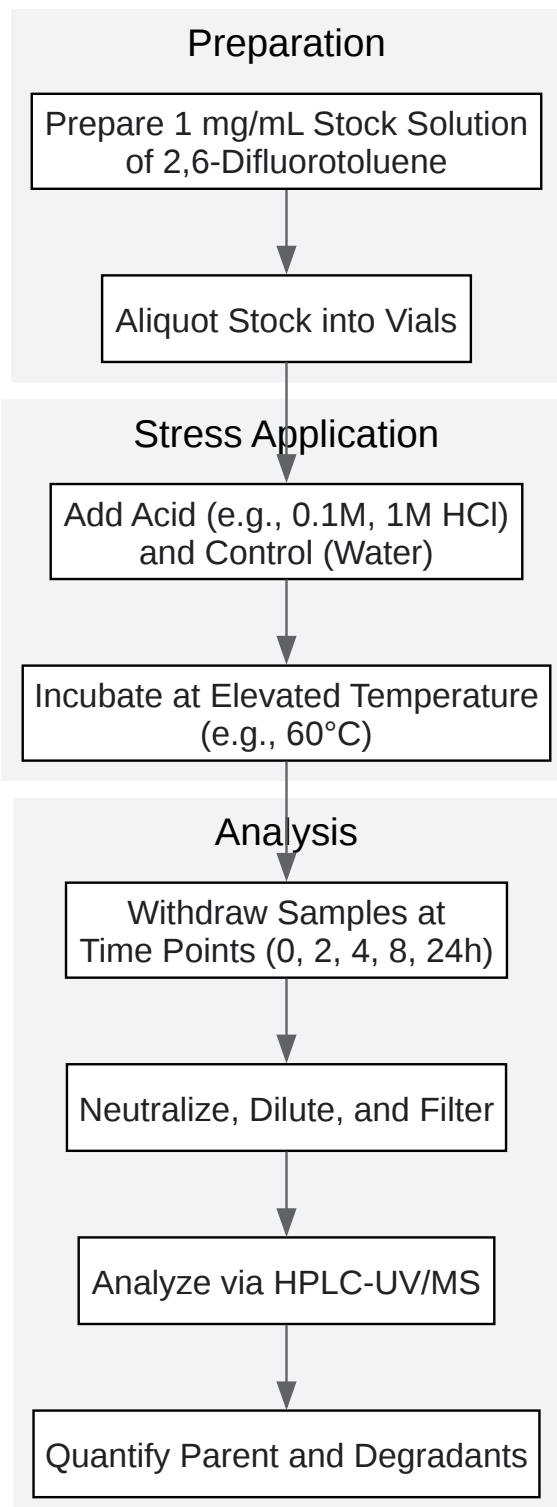 Preparation
Prepare 1 mg/mL Stock Solution
of 2,6-Difluorotoluene
Aliquot Stock into Vials
Stress Application
Add Acid (e.g., 0.1M, 1M HCl)
and Control (Water)
Incubate at Elevated Temperature
(e.g., 60°C)
Analysis
Withdraw Samples at
Time Points (0, 2, 4, 8, 24h)
Neutralize, Dilute, and Filter
Analyze via HPLC-UV/MS
Quantify Parent and Degradants